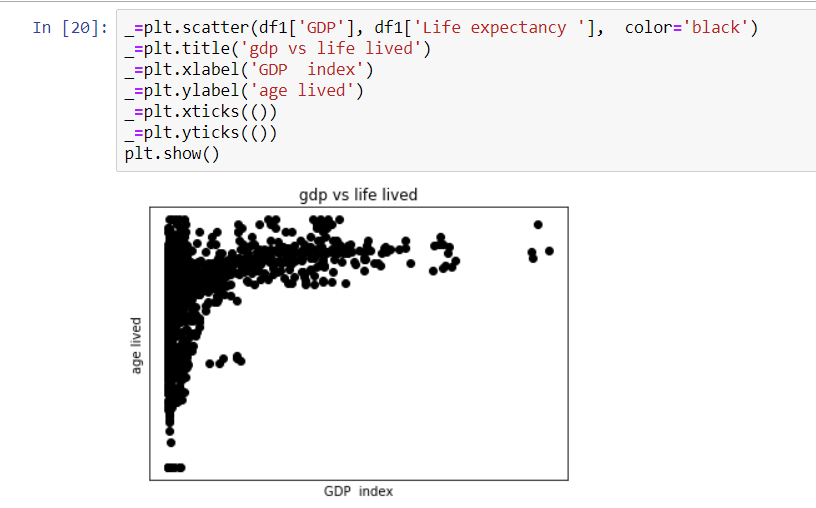 In [20]: _=plt.scatter(df1['GDP'], df1['Life expectancy '],  color='black')
_=plt.title('gdp vs life lived')
_=plt.xlabel('GDP  index')
_=plt.ylabel('age lived')
_=plt.xticks(())
_=plt.yticks(())
plt.show()
gdp vs life lived
age lived
GDP  index